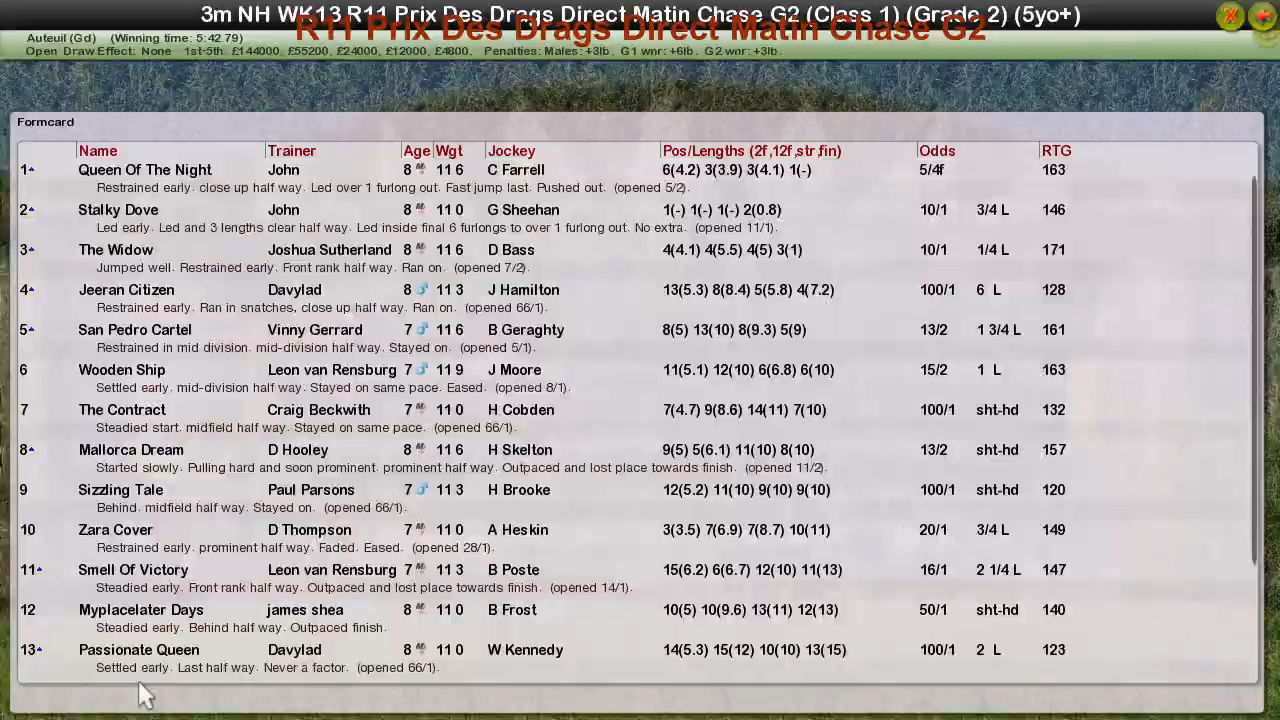 3m NH WK13 R11 Prix Des Drags Direct Matin Chase G2 (Class 1) (Grade 2) (5yo+)
R11 Prix Des Drags Direct Matin Chase G2
Auteuil (Gd) (Winning time: 5:42.79)
Open Draw Effect: None 1st-5th: £144000, £55200, £24000, £12000, £4800. Penalties: Males: +3lb. G1 wnr: +6lb. G2 wnr: +3lb.
Formcard
Name Trainer Age Wgt Jockey Pos/Lengths (2f,12f,str,fin) Odds RTG
1 Queen Of The Night John 8 11 6 C Farrell 6(4.2) 3(3.9) 3(4.1) 1(-) 5/4f 163
Restrained early. close up half way. Led over 1 furlong out. Fast jump last. Pushed out. (opened 5/2).
2 Stalky Dove John 8 11 0 G Sheehan 1(-) 1(-) 1(-) 2(0.8) 10/1 3/4 L 146
Led early. Led and 3 lengths clear half way. Led inside final 6 furlongs to over 1 furlong out. No extra. (opened 11/1).
3 The Widow Joshua Sutherland 8 11 6 D Bass 4(4.1) 4(5.5) 4(5) 3(1) 10/1 1/4 L 171
Jumped well. Restrained early. Front rank half way. Ran on. (opened 7/2).
4 Jeeran Citizen Davylad 8 11 3 J Hamilton 13(5.3) 8(8.4) 5(5.8) 4(7.2) 100/1 6 L 128
Restrained early. Ran in snatches, close up half way. Ran on. (opened 66/1).
5 San Pedro Cartel Vinny Gerrard 7 11 6 B Geraghty 8(5) 13(10) 8(9.3) 5(9) 13/2 1 3/4 L 161
Restrained in mid division. mid-division half way. Stayed on. (opened 5/1).
6 Wooden Ship Leon van Rensburg 7 11 9 J Moore 11(5.1) 12(10) 6(6.8) 6(10) 15/2 1 L 163
Settled early. mid-division half way. Stayed on same pace. Eased. (opened 8/1).
7 The Contract Craig Beckwith 7 11 0 H Cobden 7(4.7) 9(8.6) 14(11) 7(10) 100/1 sht-hd 132
Steadied start. midfield half way. Stayed on same pace. (opened 66/1).
8 Mallorca Dream D Hooley 8 11 6 H Skelton 9(5) 5(6.1) 11(10) 8(10) 13/2 sht-hd 157
Started slowly. Pulling hard and soon prominent. prominent half way. Outpaced and lost place towards finish. (opened 11/2).
9 Sizzling Tale Paul Parsons 7 11 3 H Brooke 12(5.2) 11(10) 9(10) 9(10) 100/1 sht-hd 120
Behind. midfield half way. Stayed on. (opened 66/1).
10 Zara Cover D Thompson 7 11 0 A Heskin 3(3.5) 7(6.9) 7(8.7) 10(11) 20/1 3/4 L 149
Restrained early. prominent half way. Faded. Eased. (opened 28/1).
11 Smell Of Victory Leon van Rensburg 7 11 3 B Poste 15(6.2) 6(6.7) 12(10) 11(13) 16/1 2 1/4 L 147
Steadied early. Front rank half way. Outpaced and lost place towards finish. (opened 14/1).
12 Myplacelater Days james shea 8 11 0 B Frost 10(5) 10(9.6) 13(11) 12(13) 50/1 sht-hd 140
Steadied early. Behind half way. Outpaced finish.
13 Passionate Queen Davylad 8 11 0 W Kennedy 14(5.3) 15(12) 10(10) 13(15) 100/1 2 L 123
Settled early. Last half way. Never a factor. (opened 66/1).